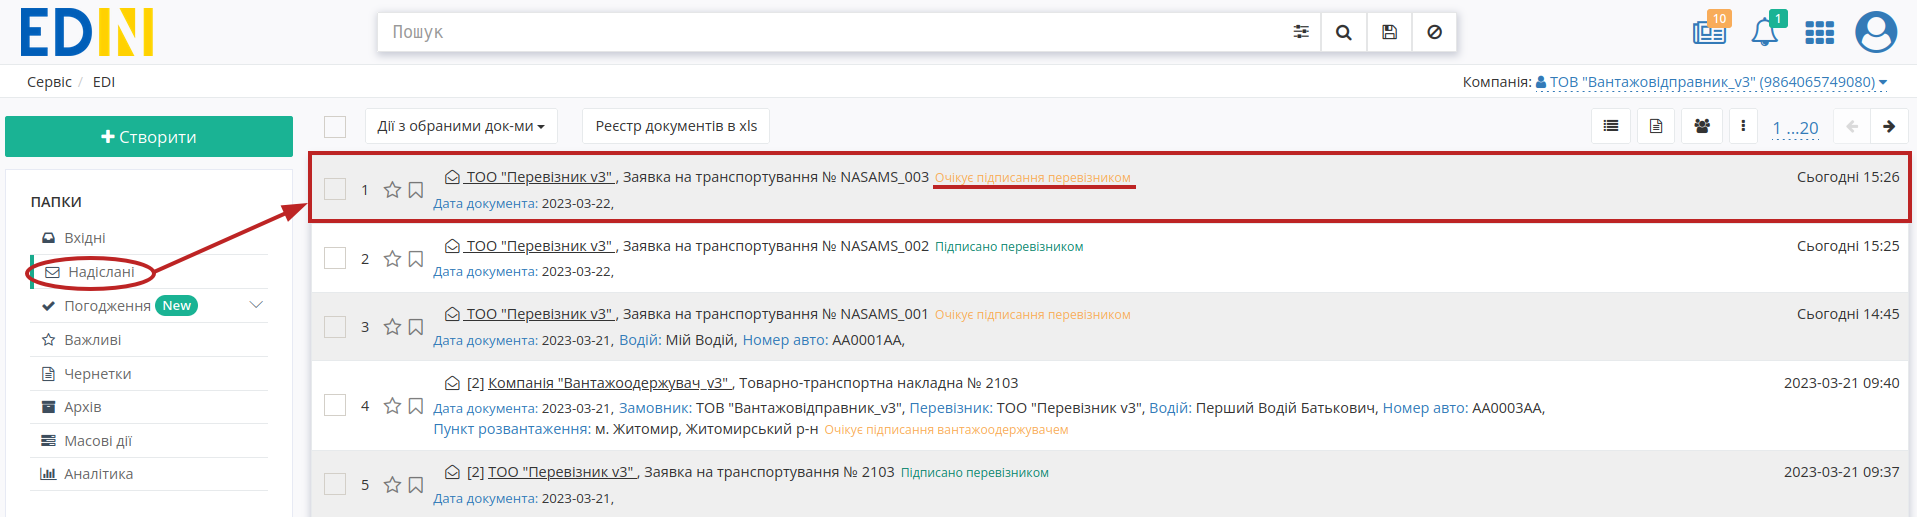 EDIN
Пошук
10
1
Сервіс / EDI
Компанія: ТОВ "Вантажовідправник_v3" (9864065749080)
Створити
Дії з обраними док-ми
Реєстр документів в xls
1 ...20
ПАПКИ
Вхідні
Надіслані
Погодження New
Важливі
Чернетки
Архів
Масові дії
Аналітика
1 ТОО "Перевізник v3" , Заявка на транспортування № NASAMS_003 Очікує підписання перевізником Сьогодні 15:26
Дата документа: 2023-03-22,
2 ТОО "Перевізник v3" , Заявка на транспортування № NASAMS_002 Підписано перевізником Сьогодні 15:25
Дата документа: 2023-03-22,
3 ТОО "Перевізник v3" , Заявка на транспортування № NASAMS_001 Очікує підписання перевізником Сьогодні 14:45
Дата документа: 2023-03-21, Водій: Мій Водій, Номер авто: АА0001АА,
4 [2] Компанія "Вантажоодержувач_v3" , Товарно-транспортна накладна № 2103 2023-03-21 09:40
Дата документа: 2023-03-21, Замовник: ТОВ "Вантажовідправник_v3", Перевізник: ТОО "Перевізник v3", Водій: Перший Водій Батькович, Номер авто: АА0003АА,
Пункт розвантаження: м. Житомир, Житомирський р-н Очікує підписання вантажоодержувачем
5 [2] ТОО "Перевізник v3" , Заявка на транспортування № 2103 Підписано перевізником 2023-03-21 09:37
Дата документа: 2023-03-21,